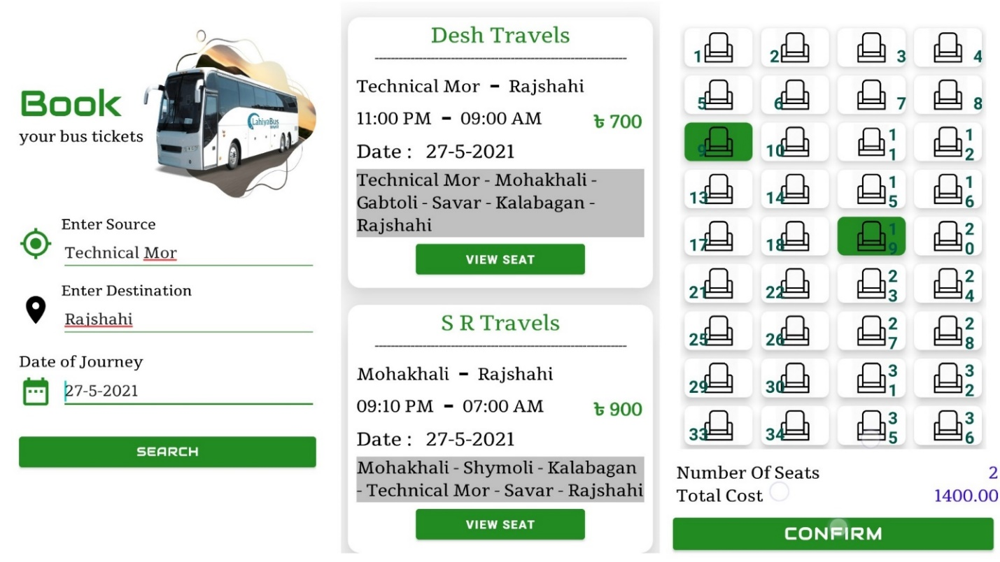 Book
your bus tickets
LahiyaBus
SERVICE
Enter Source
Technical Mor
Enter Destination
Rajshahi
Date of Journey
27-5-2021
SEARCH
Desh Travels
Technical Mor - Rajshahi
11:00 PM - 09:00 AM
৳ 700
Date : 27-5-2021
Technical Mor - Mohakhali -
Gabtoli - Savar - Kalabagan -
Rajshahi
VIEW SEAT
S R Travels
Mohakhali - Rajshahi
09:10 PM - 07:00 AM
৳ 900
Date : 27-5-2021
Mohakhali - Shymoli - Kalabagan
- Technical Mor - Savar - Rajshahi
VIEW SEAT
1 2 3 4
5 6 7 8
9 10 11 12
13 14 15 16
17 18 19 20
21 22 23 24
25 26 27 28
29 30 31 32
33 34 35 36
Number Of Seats 2
Total Cost 1400.00
CONFIRM